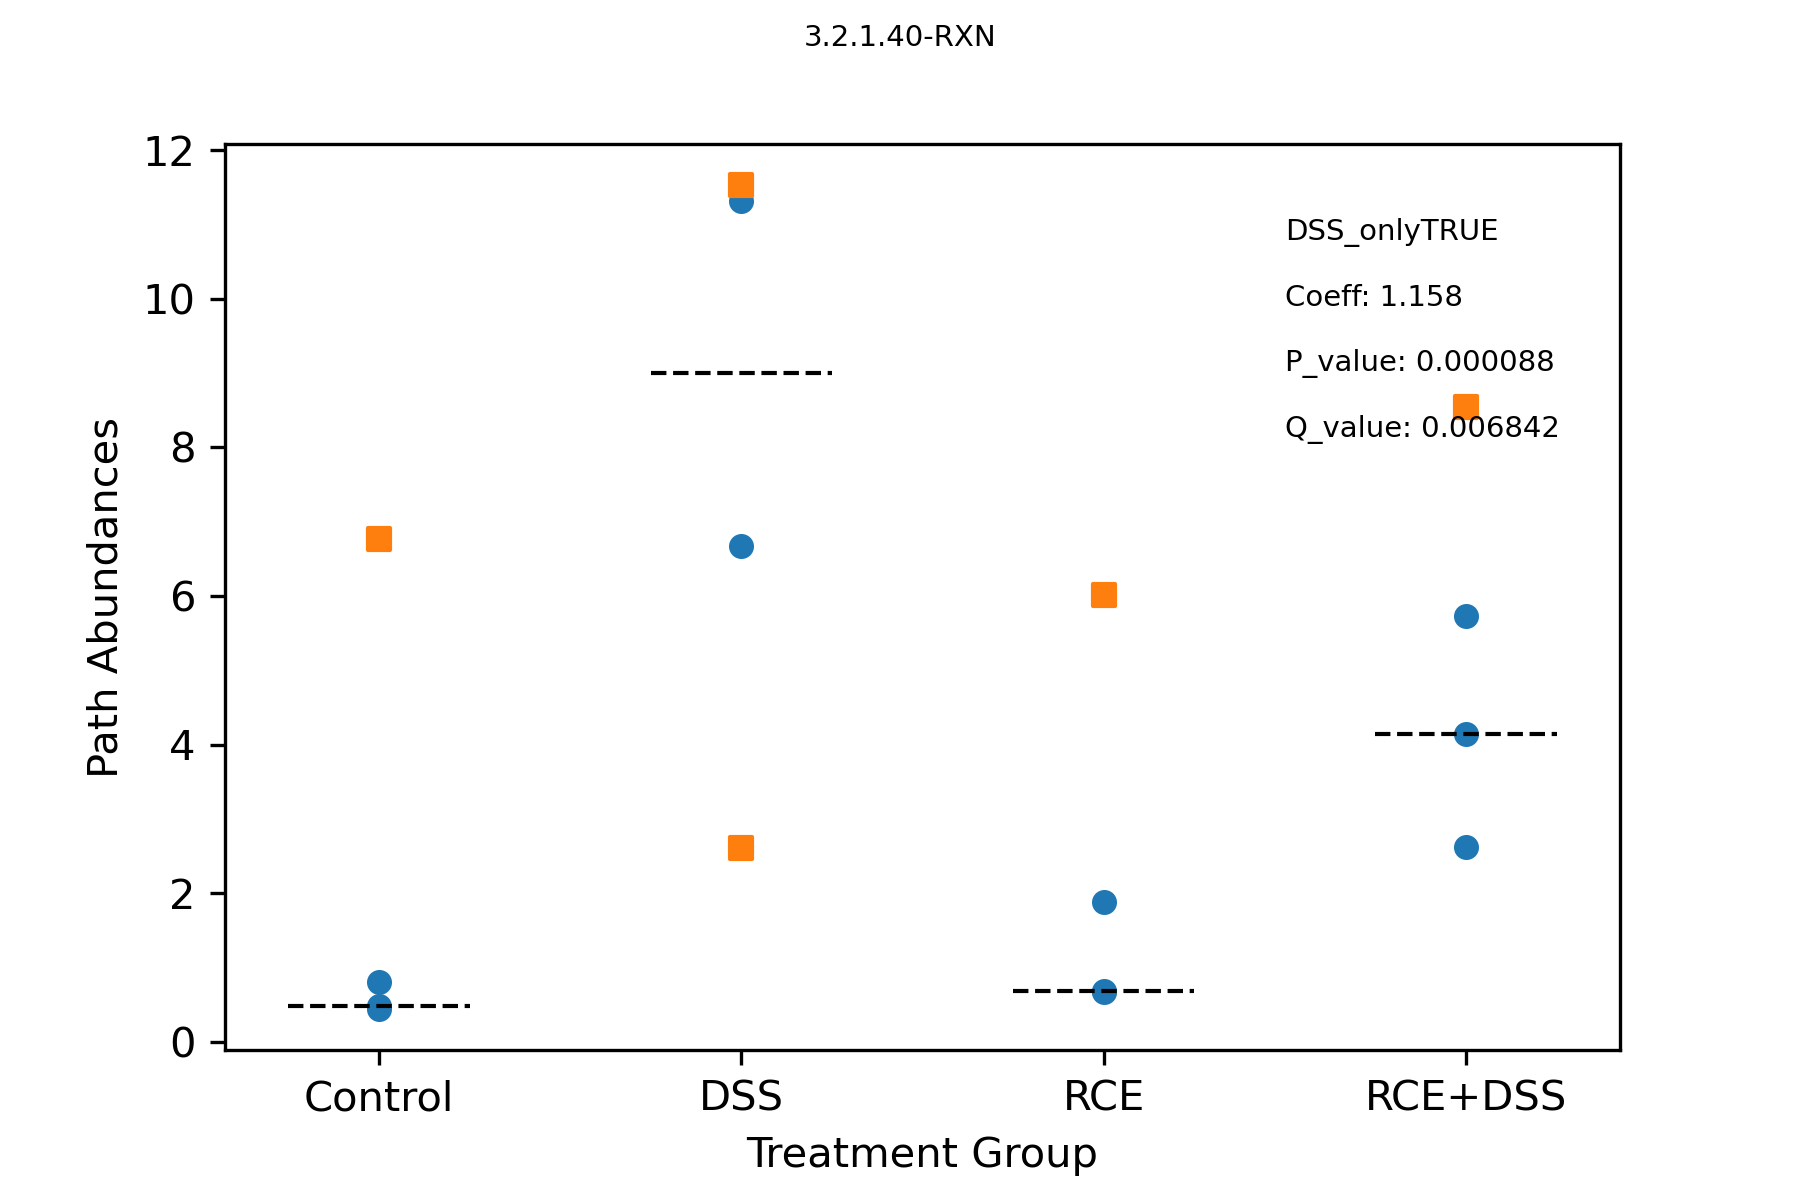 3.2.1.40-RXN
12
10
8
6
4
2
0
Path Abundances
DSS_onlyTRUE
Coeff: 1.158
P_value: 0.000088
Q_value: 0.006842
Control
DSS
RCE
RCE+DSS
Treatment Group